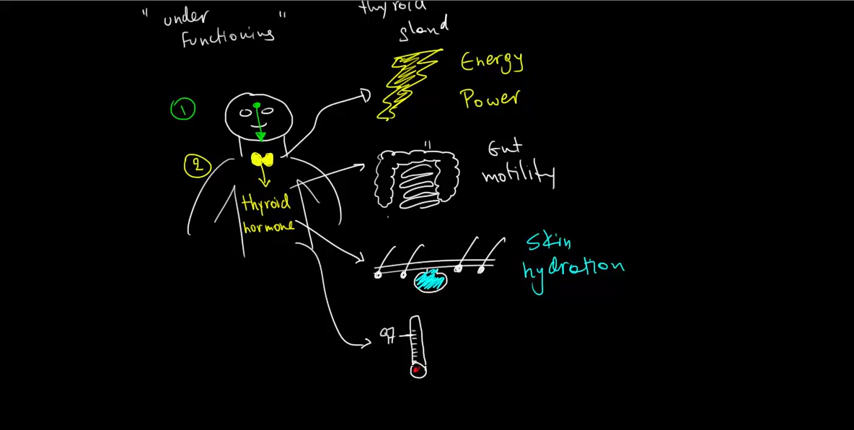 " under
functioning "
thyroid
gland
Energy
Power
1
2
Gut
motility
thyroid
hormone
Skin
hydration
97